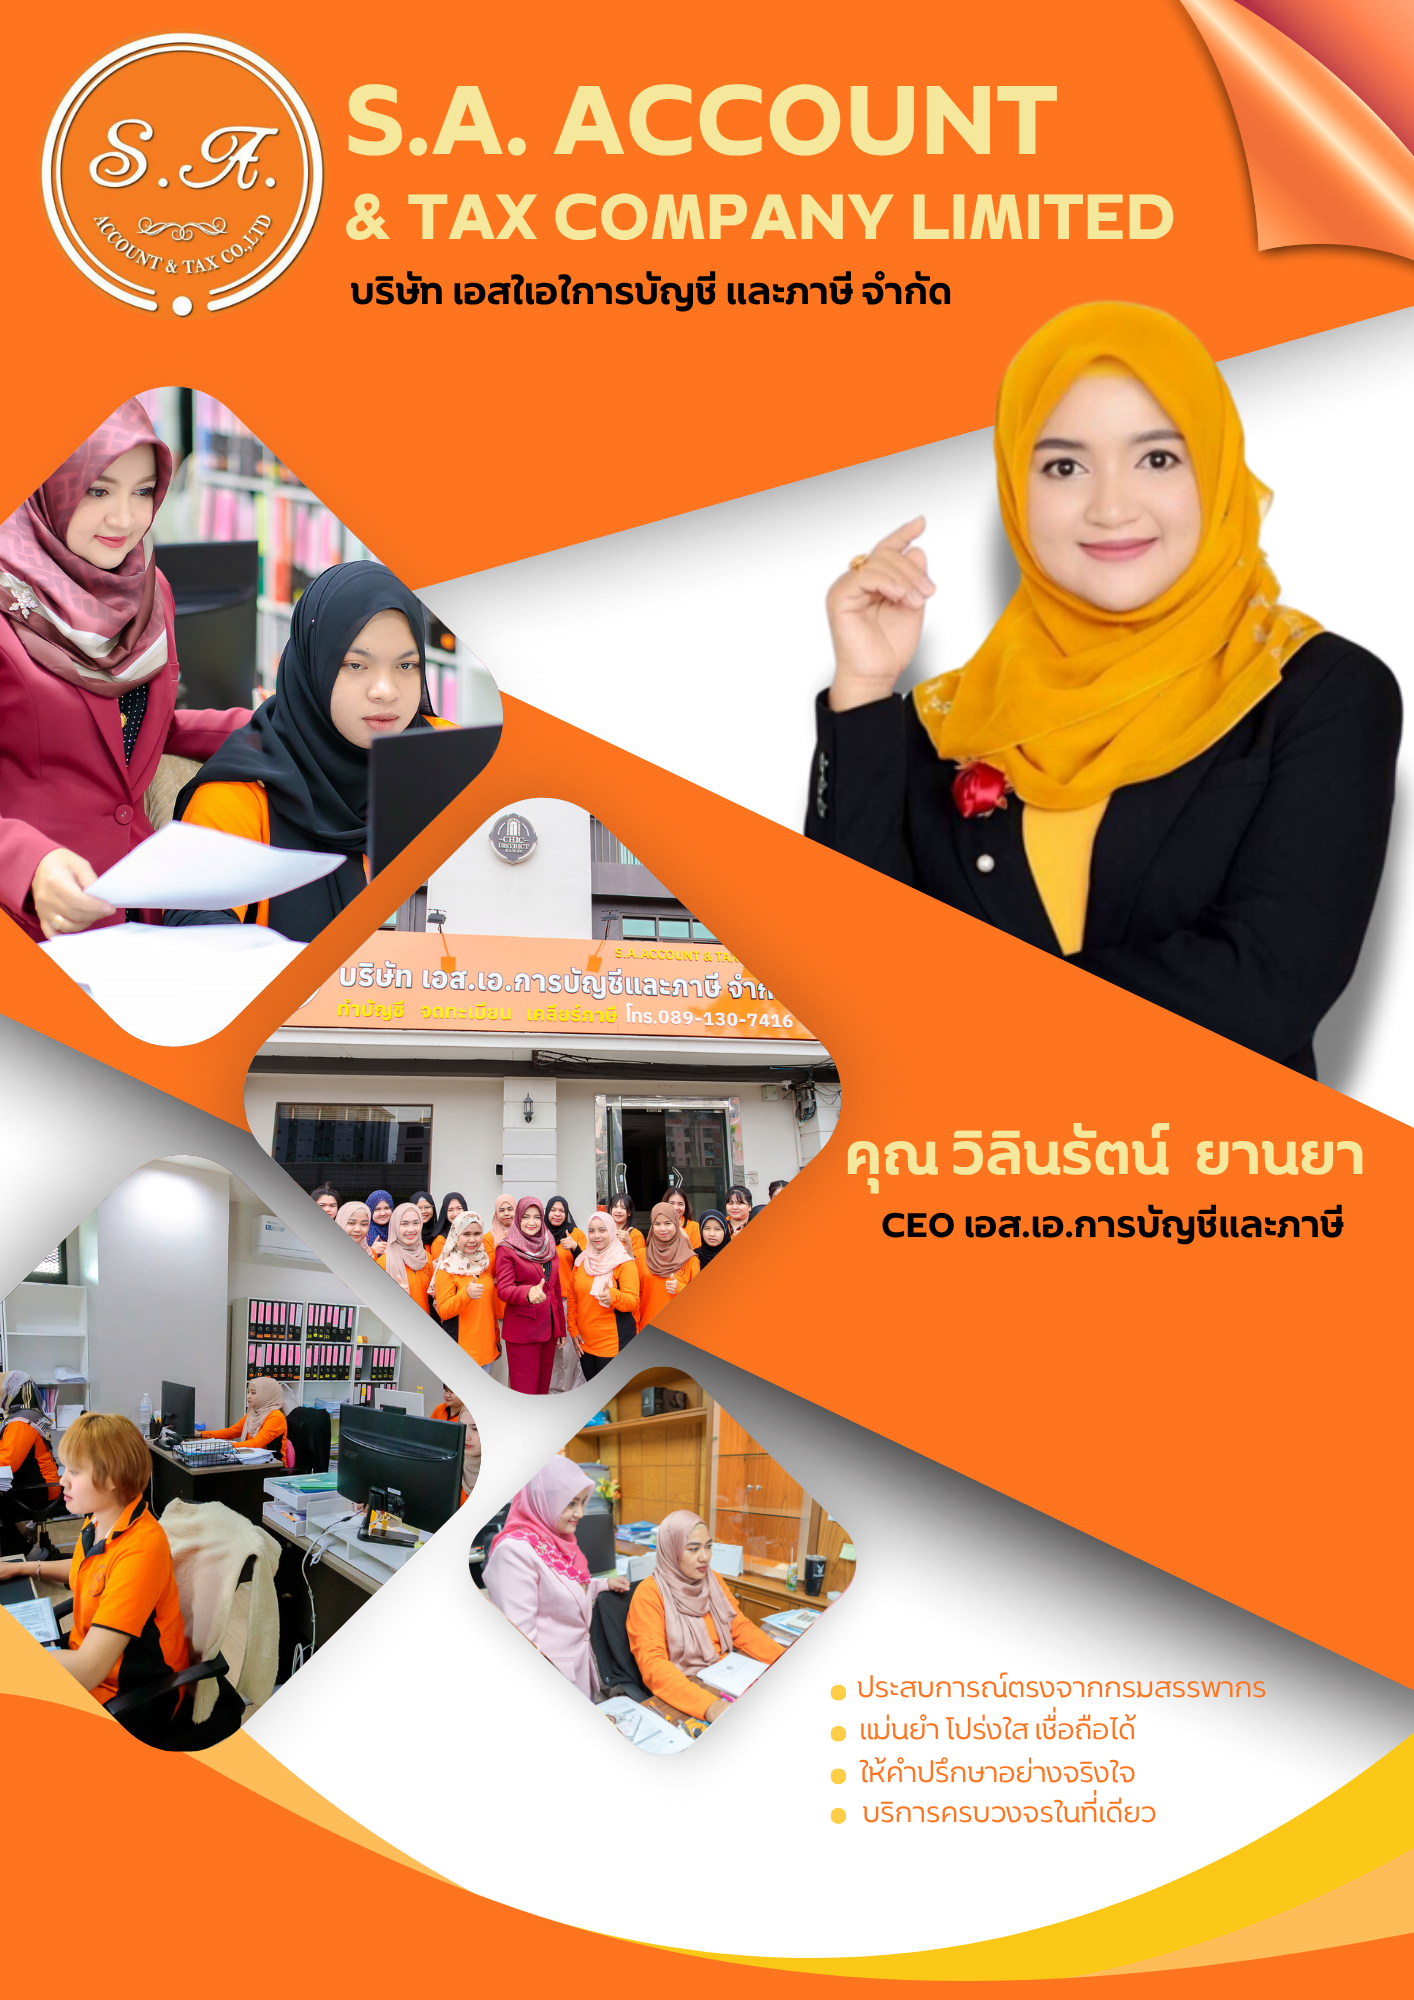 S.A.
ACCOUNT & TAX CO.,LTD
S.A. ACCOUNT
& TAX COMPANY LIMITED
บริษัท เอสใเอใการบัญชี และภาษี จำกัด
CHIC
DISTRICT
S.A.ACCOUNT & TAX
บริษัท เอส.เอ.การบัญชีและภาษี จำก
ทำบัญชี จดทะเบียน เคลียร์ภาษี โทร.089-130-7416
คุณ วิลินรัตน์ ยานยา
CEO เอส.เอ.การบัญชีและภาษี
ประสบการณ์ตรงจากกรมสรรพากร
แม่นยำ โปร่งใส เชื่อถือได้
ให้คำปรึกษาอย่างจริงใจ
บริการครบวงจรในที่เดียว